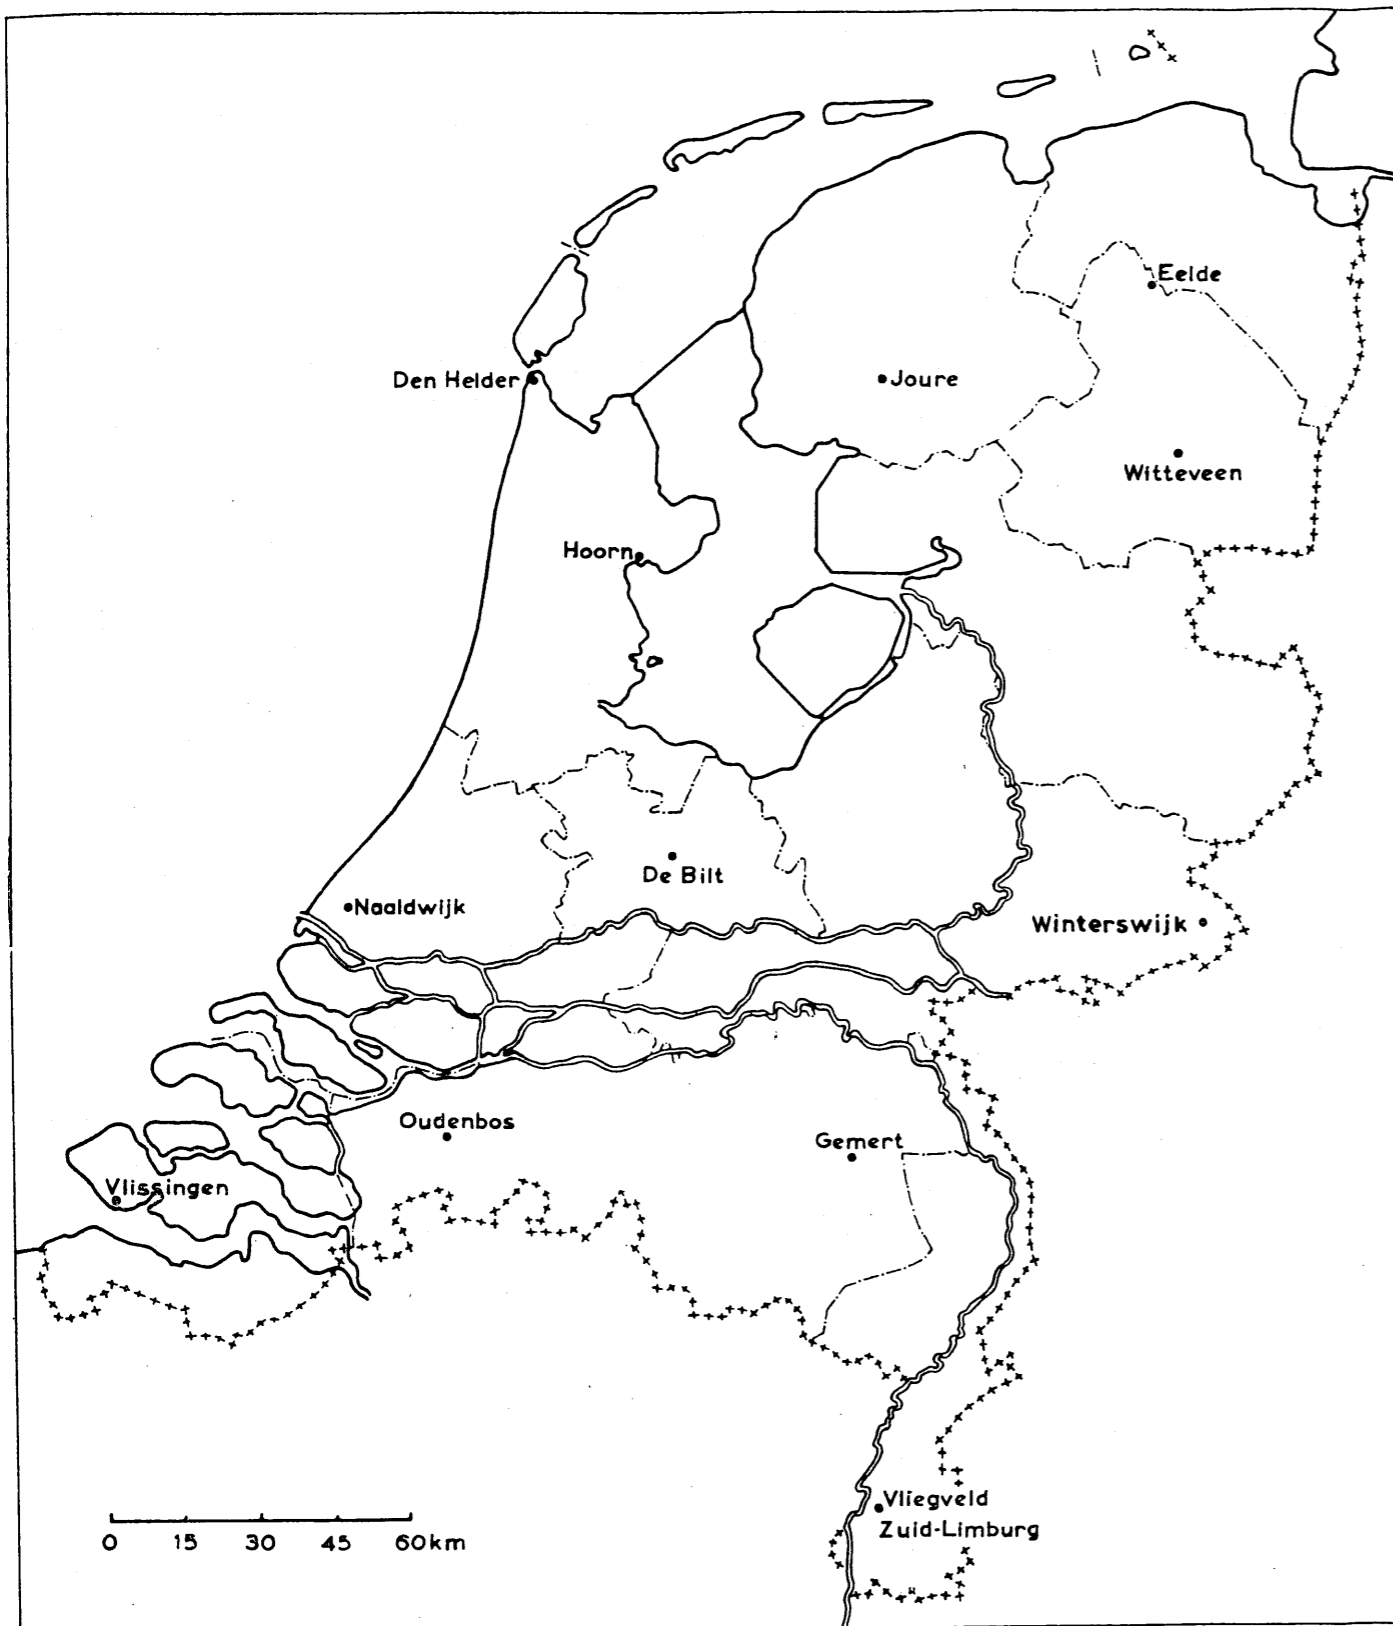 Eelde
Den Helder
Joure
Witteveen
Hoorn
De Bilt
Naaldwijk
Winterswijk
Oudenbos
Gemert
Vlissingen
Vliegveld
Zuid-Limburg
0 15 30 45 60km